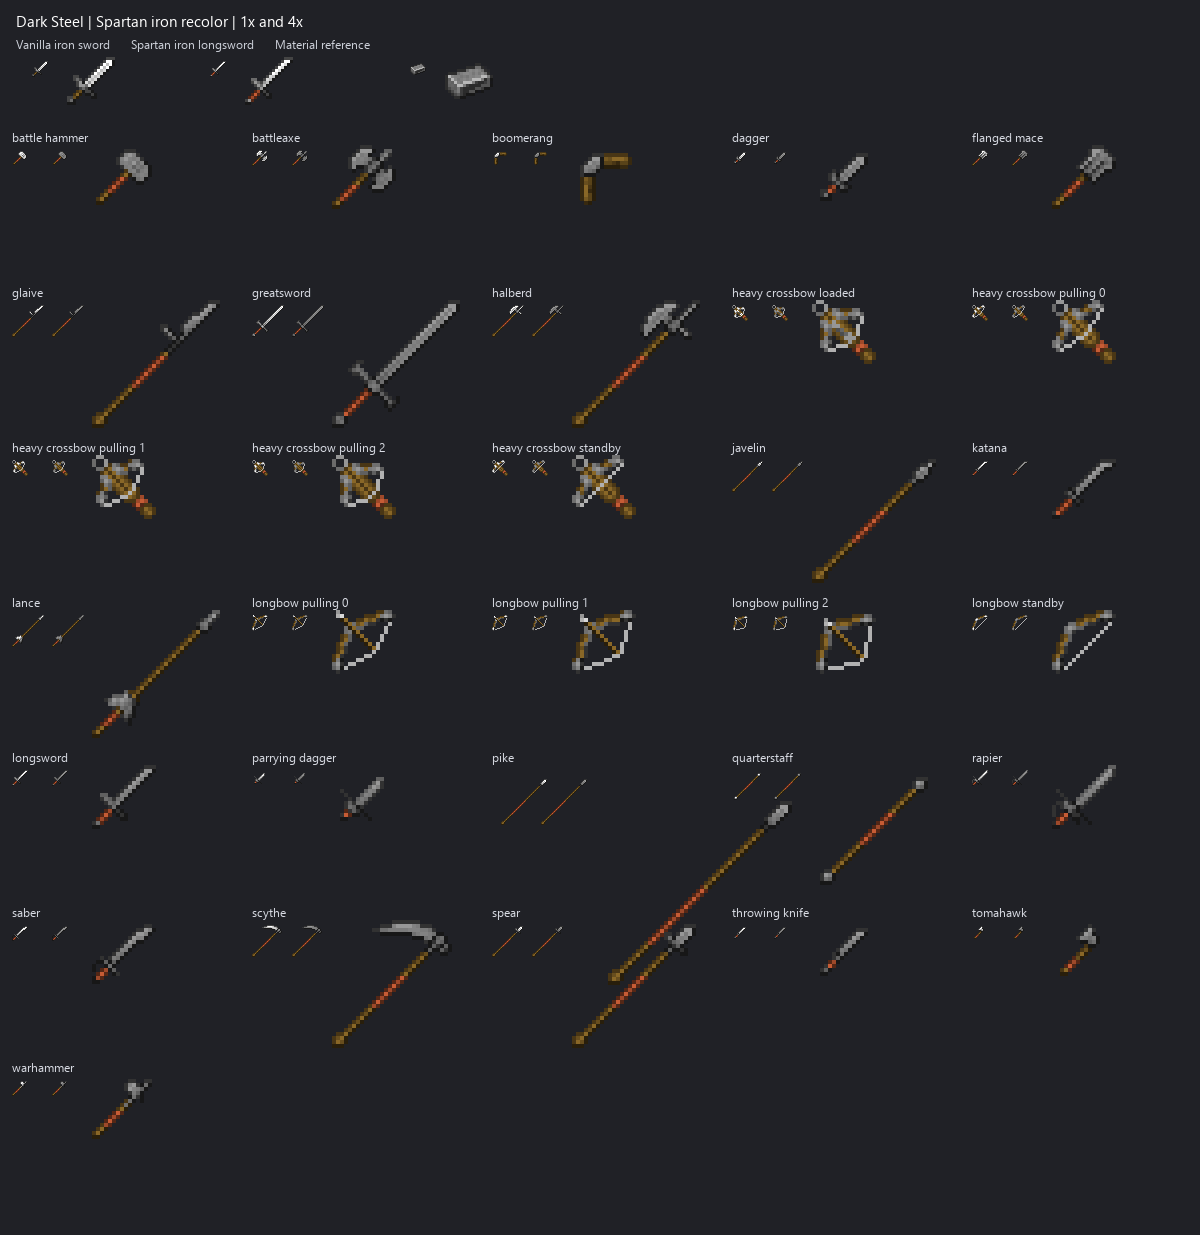 Dark Steel | Spartan iron recolor | 1x and 4x
Vanilla iron sword Spartan iron longsword Material reference
battle hammer battleaxe boomerang dagger flanged mace
glaive greatsword halberd heavy crossbow loaded heavy crossbow pulling 0
heavy crossbow pulling 1 heavy crossbow pulling 2 heavy crossbow standby javelin katana
lance longbow pulling 0 longbow pulling 1 longbow pulling 2 longbow standby
longsword parrying dagger pike quarterstaff rapier
saber scythe spear throwing knife tomahawk
warhammer